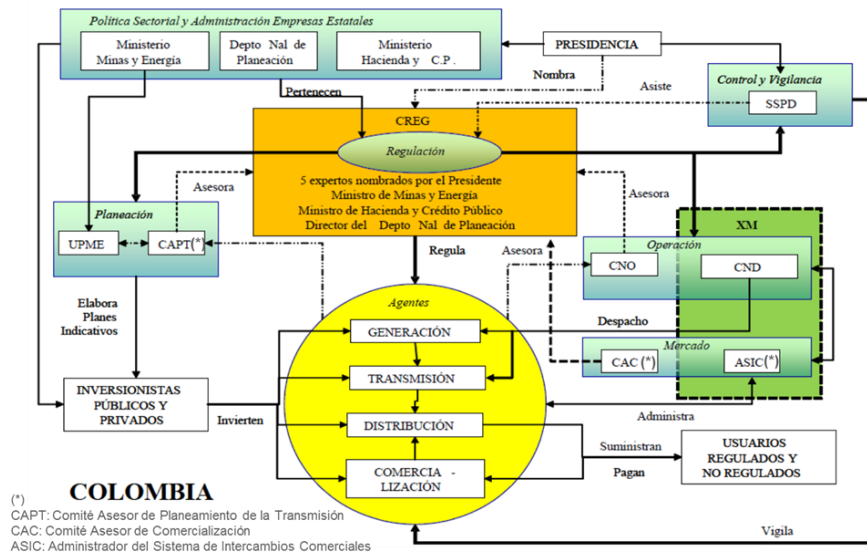 Política Sectorial y Administración Empresas Estatales
Ministerio
Minas y Energía
Depto Nal de
Planeación
Ministerio
Hacienda y C.P.
PRESIDENCIA
Nombra
Control y Vigilancia
SSPD
Asiste
Pertenecen
CREG
Regulación
5 expertos nombrados por el Presidente
Ministro de Minas y Energía
Ministro de Hacienda y Crédito Público
Director del Depto Nal de Planeación
Asesora
Planeación
UPME
CAPT(*)
Asesora
XM
Operación
CNO
CND
Regula
Asesora
Elabora
Planes
Indicativos
Agentes
GENERACIÓN
TRANSMISIÓN
DISTRIBUCIÓN
COMERCIA -
LIZACIÓN
Despacho
Mercado
CAC (*)
ASIC(*)
INVERSIONISTAS
PÚBLICOS Y
PRIVADOS
Invierten
Administra
Suministran
Pagan
USUARIOS
REGULADOS Y
NO REGULADOS
Vigila
COLOMBIA
(*)
CAPT: Comité Asesor de Planeamiento de la Transmisión
CAC: Comité Asesor de Comercialización
ASIC: Administrador del Sistema de Intercambios Comerciales